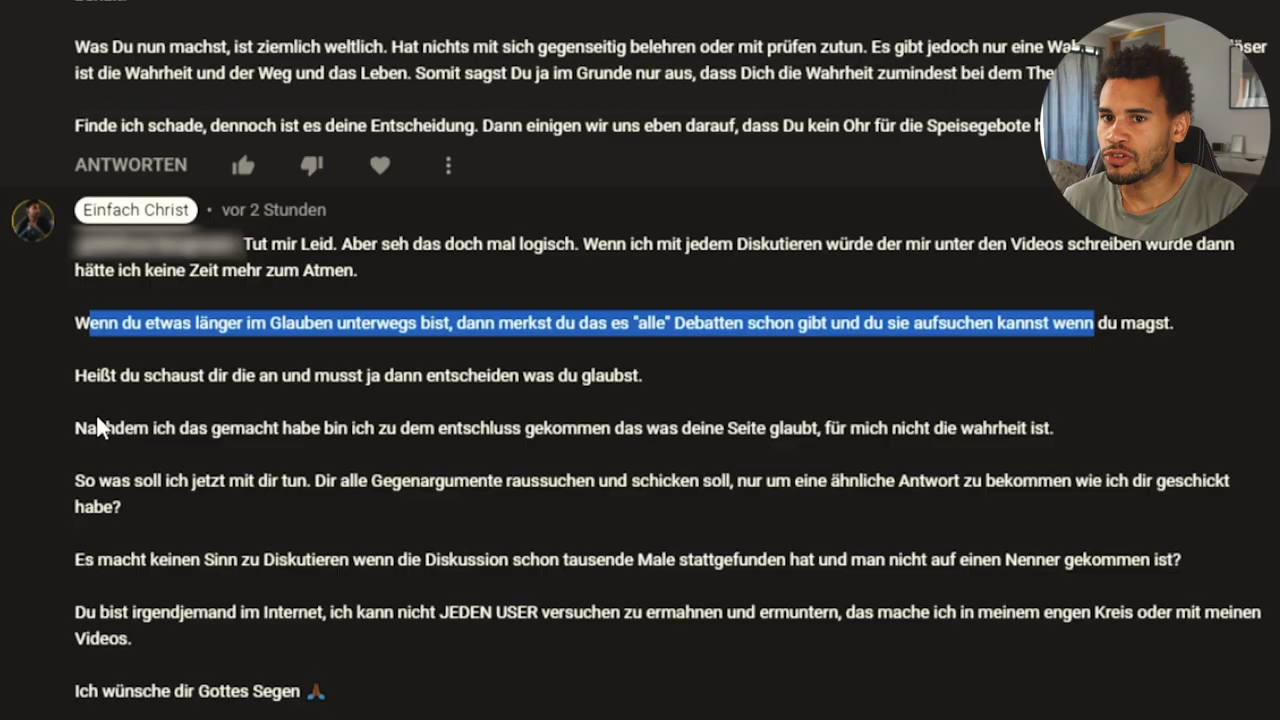 Was Du nun machst, ist ziemlich weltlich. Hat nichts mit sich gegenseitig belehren oder mit prüfen zutun. Es gibt jedoch nur eine
ist die Wahrheit und der Weg und das Leben. Somit sagst Du ja im Grunde nur aus, dass Dich die Wahrheit zumindest bei dem
Finde ich schade, dennoch ist es deine Entscheidung. Dann einigen wir uns eben darauf, dass Du kein Ohr für die Speisegebote
ANTWORTEN
Einfach Christ • vor 2 Stunden
Tut mir Leid. Aber seh das doch mal logisch. Wenn ich mit jedem Diskutieren würde der mir unter den Videos schreiben würde dann
hätte ich keine Zeit mehr zum Atmen.
Wenn du etwas länger im Glauben unterwegs bist, dann merkst du das es "alle" Debatten schon gibt und du sie aufsuchen kannst wenn du magst.
Heißt du schaust dir die an und musst ja dann entscheiden was du glaubst.
Nachdem ich das gemacht habe bin ich zu dem entschluss gekommen das was deine Seite glaubt, für mich nicht die wahrheit ist.
So was soll ich jetzt mit dir tun. Dir alle Gegenargumente raussuchen und schicken soll, nur um eine ähnliche Antwort zu bekommen wie ich dir geschickt
habe?
Es macht keinen Sinn zu Diskutieren wenn die Diskussion schon tausende Male stattgefunden hat und man nicht auf einen Nenner gekommen ist?
Du bist irgendjemand im Internet, ich kann nicht JEDEN USER versuchen zu ermahnen und ermuntern, das mache ich in meinem engen Kreis oder mit meinen
Videos.
Ich wünsche dir Gottes Segen 🙏🏾